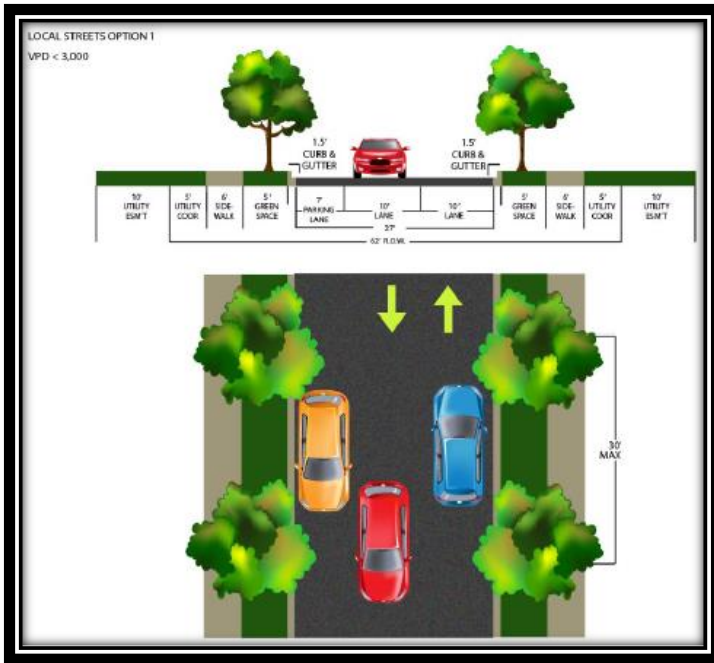 LOCAL STREETS OPTION 1
VPD < 3,000
1.5'
CURB &
GUTTER
1.5'
CURB &
GUTTER
10'
UTILITY
ESM'T
5'
UTILITY
COOR
6'
SIDE-
WALK
5'
GREEN
SPACE
7'
PARKING
LANE
10'
LANE
10'
LANE
5'
GREEN
SPACE
6'
SIDE-
WALK
5'
UTILITY
COOR
10'
UTILITY
ESM'T
27'
62' R.O.W.
30'
MAX